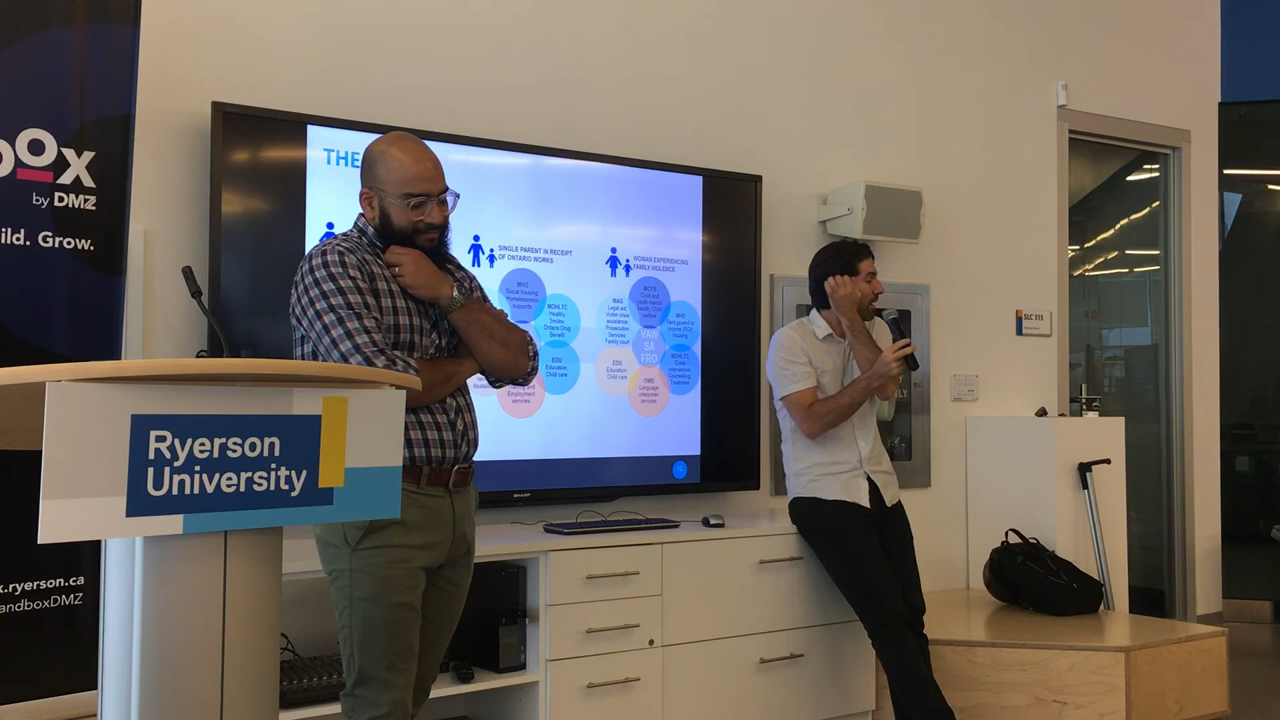 box
by DMZ
ild. Grow.
x.ryerson.ca
andboxDMZ
Ryerson
University
THE
SINGLE PARENT IN RECEIPT
OF ONTARIO WORKS
MHO
Social housing,
Homelessness
supports
MOHLTC
Healthy
Smiles,
Ontario Drug
Benefit
EDU
Education,
Child care
Employment
services
WOMAN EXPERIENCING
FAMILY VIOLENCE
MCYS
Child and
youth mental
health, Child
welfare
MAG
Legal aid,
Victim crisis
assistance,
Prosecution
Services,
Family court
MHO
Rent geared to
income (RGI)
housing
VAW
SA
FRO
EDU
Education,
Child care
MOHLTC
Crisis
intervention,
Counselling,
Treatment
OWD
Language
interpreter
services
12
SHARP
SLC 313